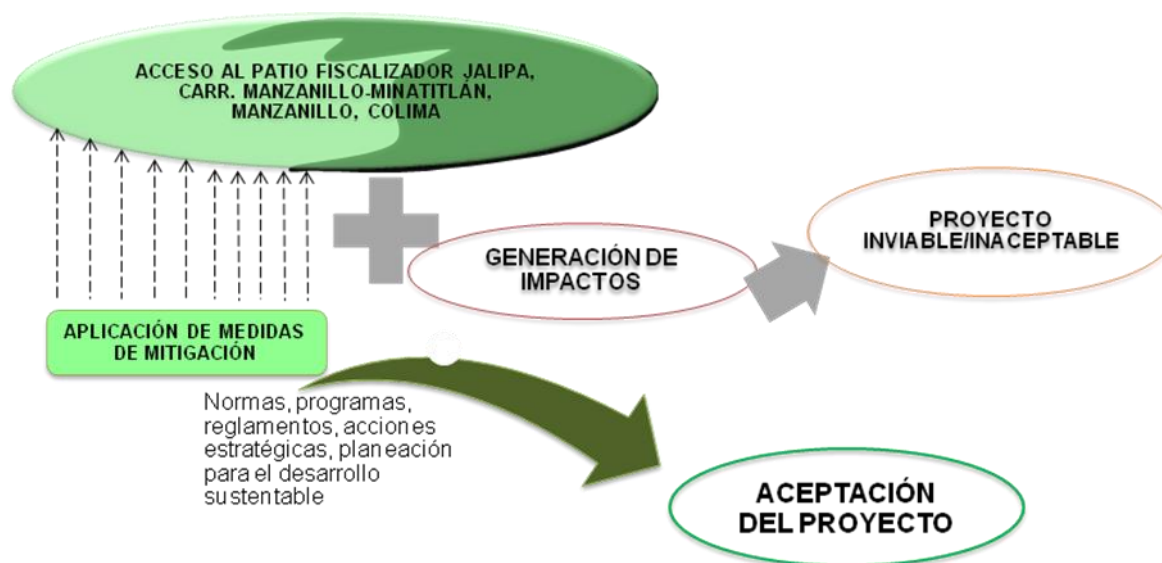 ACCESO AL PATIO FISCALIZADOR JALIPA,
CARR. MANZANILLO-MINATITLÁN,
MANZANILLO, COLIMA
PROYECTO
INVIABLE/INACEPTABLE
GENERACIÓN DE
IMPACTOS
APLICACIÓN DE MEDIDAS
DE MITIGACIÓN
Normas, programas,
reglamentos, acciones
estratégicas, planeación
para el desarrollo
sustentable
ACEPTACIÓN
DEL PROYECTO